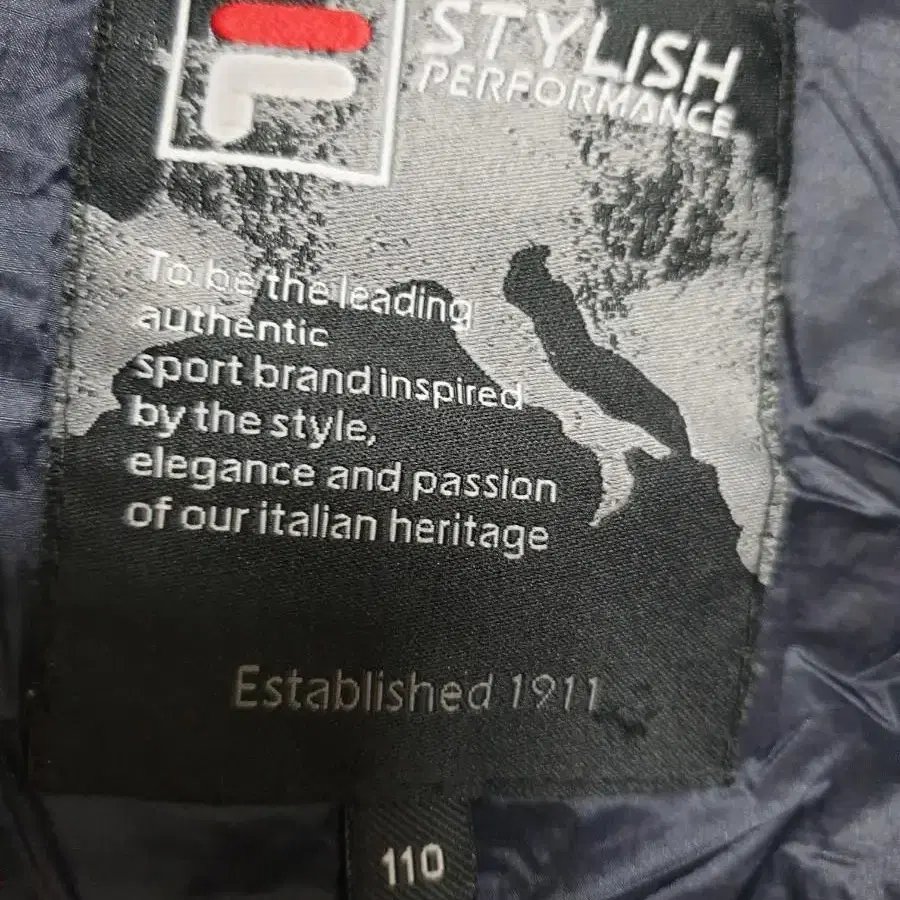 F
STYLISH
PERFORMANCE
To be the leading
authentic
sport brand inspired
by the style,
elegance and passion
of our italian heritage
Established 1911
110